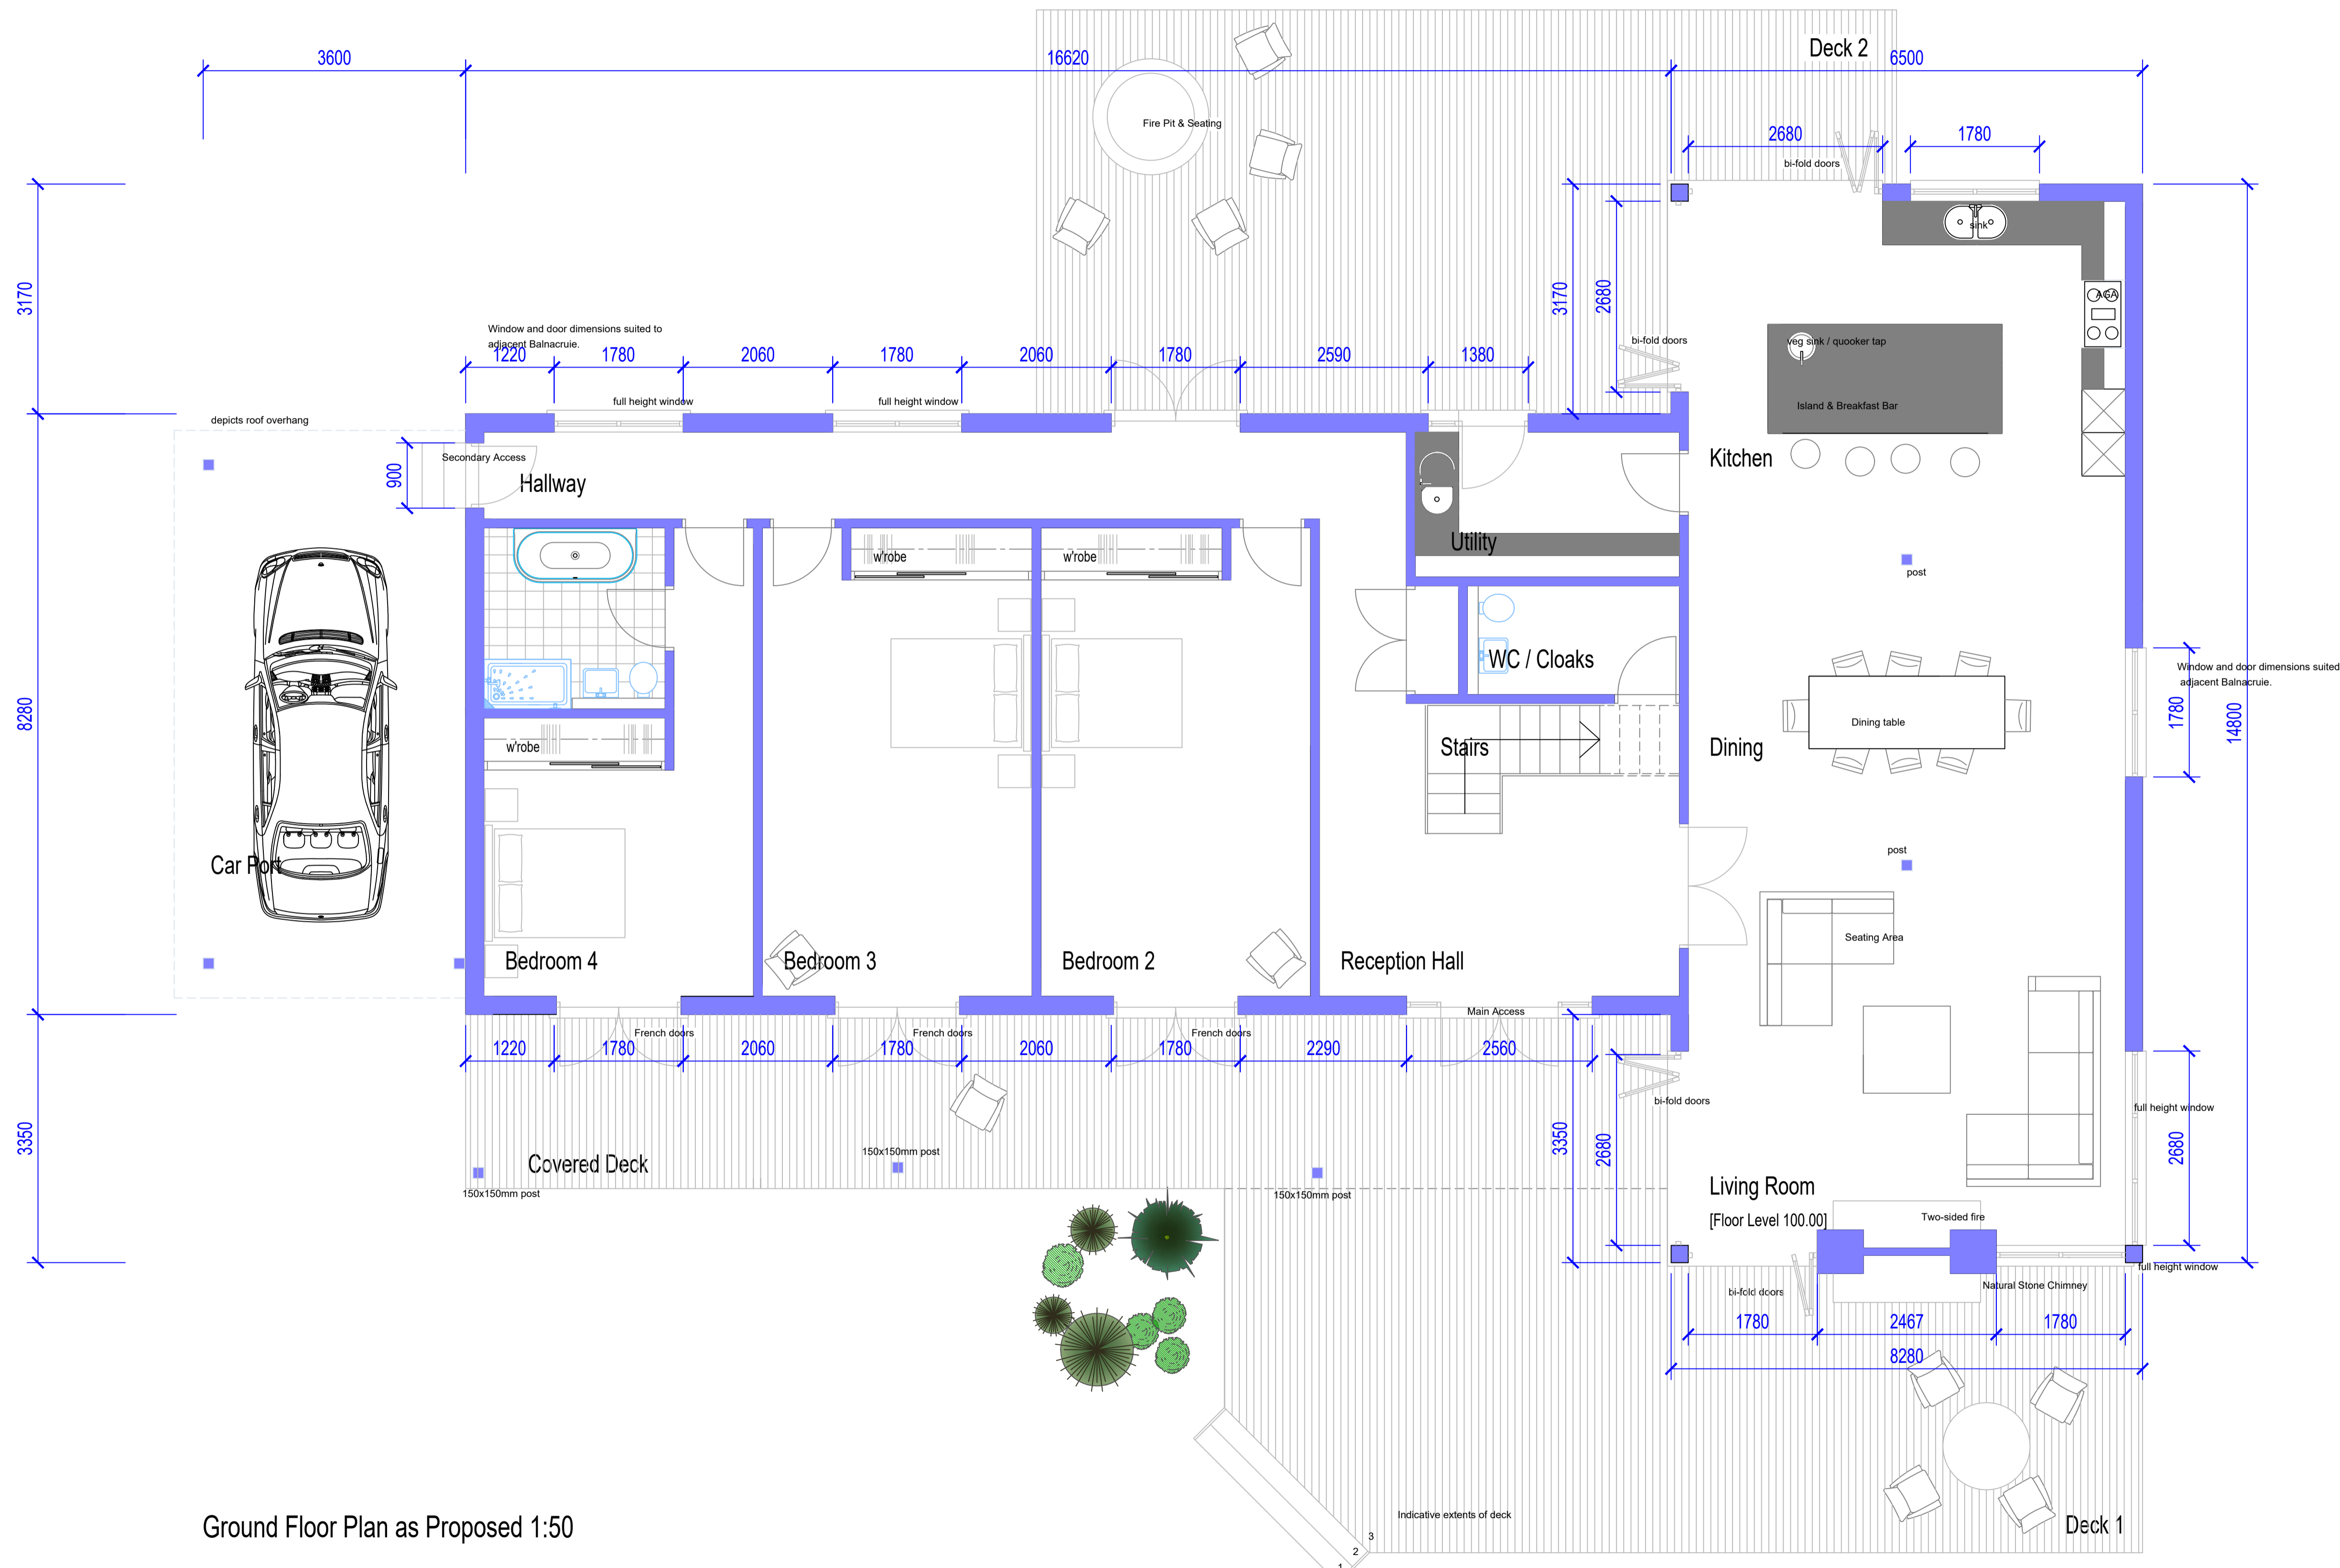 Deck 2
3600
16620
6500
Fire Pit & Seating
2680
1780
bi-fold doors
sink
3170
3170
2680
AGA
Window and door dimensions suited to
adjacent Balnacruie.
bi-fold doors
veg sink / quooker tap
1220
1780
2060
1780
2060
1780
2590
1380
full height window
full height window
Island & Breakfast Bar
depicts roof overhang
Secondary Access
900
Hallway
Kitchen
Utility
w'robe
w'robe
post
WC / Cloaks
Window and door dimensions suited
adjacent Balnacruie.
8280
1780
14800
Dining table
w'robe
Stairs
Dining
Car Port
post
Seating Area
Bedroom 4
Bedroom 3
Bedroom 2
Reception Hall
Main Access
French doors
French doors
French doors
1220
1780
2060
1780
2060
1780
2290
2560
bi-fold doors
full height window
3350
3350
2680
2680
150x150mm post
Covered Deck
150x150mm post
150x150mm post
Living Room
[Floor Level 100.00]
Two-sided fire
full height window
Natural Stone Chimney
bi-fold doors
1780
2467
1780
8280
Indicative extents of deck
Deck 1
Ground Floor Plan as Proposed 1:50
3
2
1